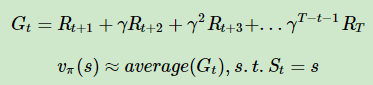 G_t = R_{t+1} + γR_{t+2} + γ^2 R_{t+3}+... γ^{T-t-1} R_T
v_π(s) ≈ average(G_t), s.t. S_t = s